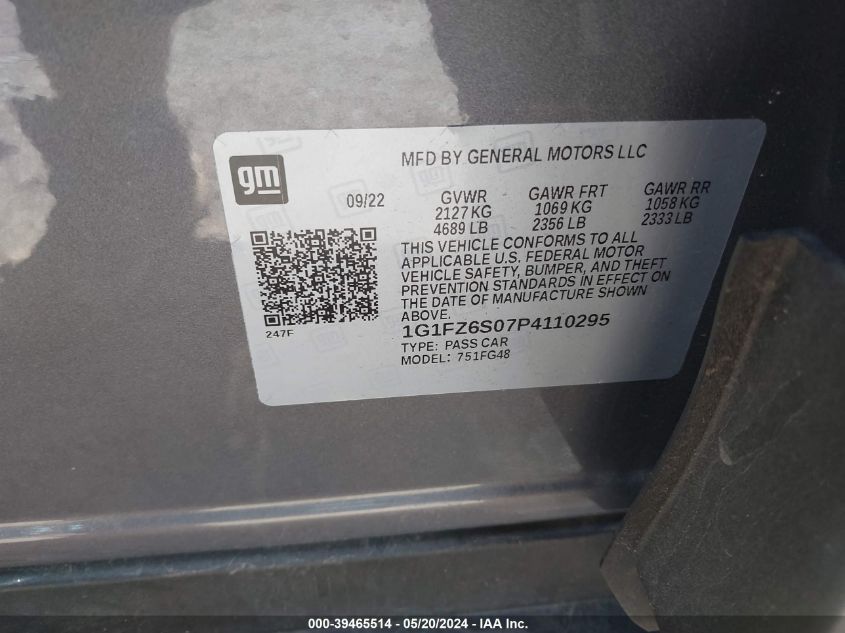 gm
MFD BY GENERAL MOTORS LLC
09/22
GVWR GAWR FRT GAWR RR
2127 KG 1069 KG 1058 KG
4689 LB 2356 LB 2333 LB
THIS VEHICLE CONFORMS TO ALL
APPLICABLE U.S. FEDERAL MOTOR
VEHICLE SAFETY, BUMPER, AND THEFT
PREVENTION STANDARDS IN EFFECT ON
THE DATE OF MANUFACTURE SHOWN
ABOVE.
247F
1G1FZ6S07P4110295
TYPE: PASS CAR
MODEL: 751FG48
000-39465514 - 05/20/2024 - IAA Inc.